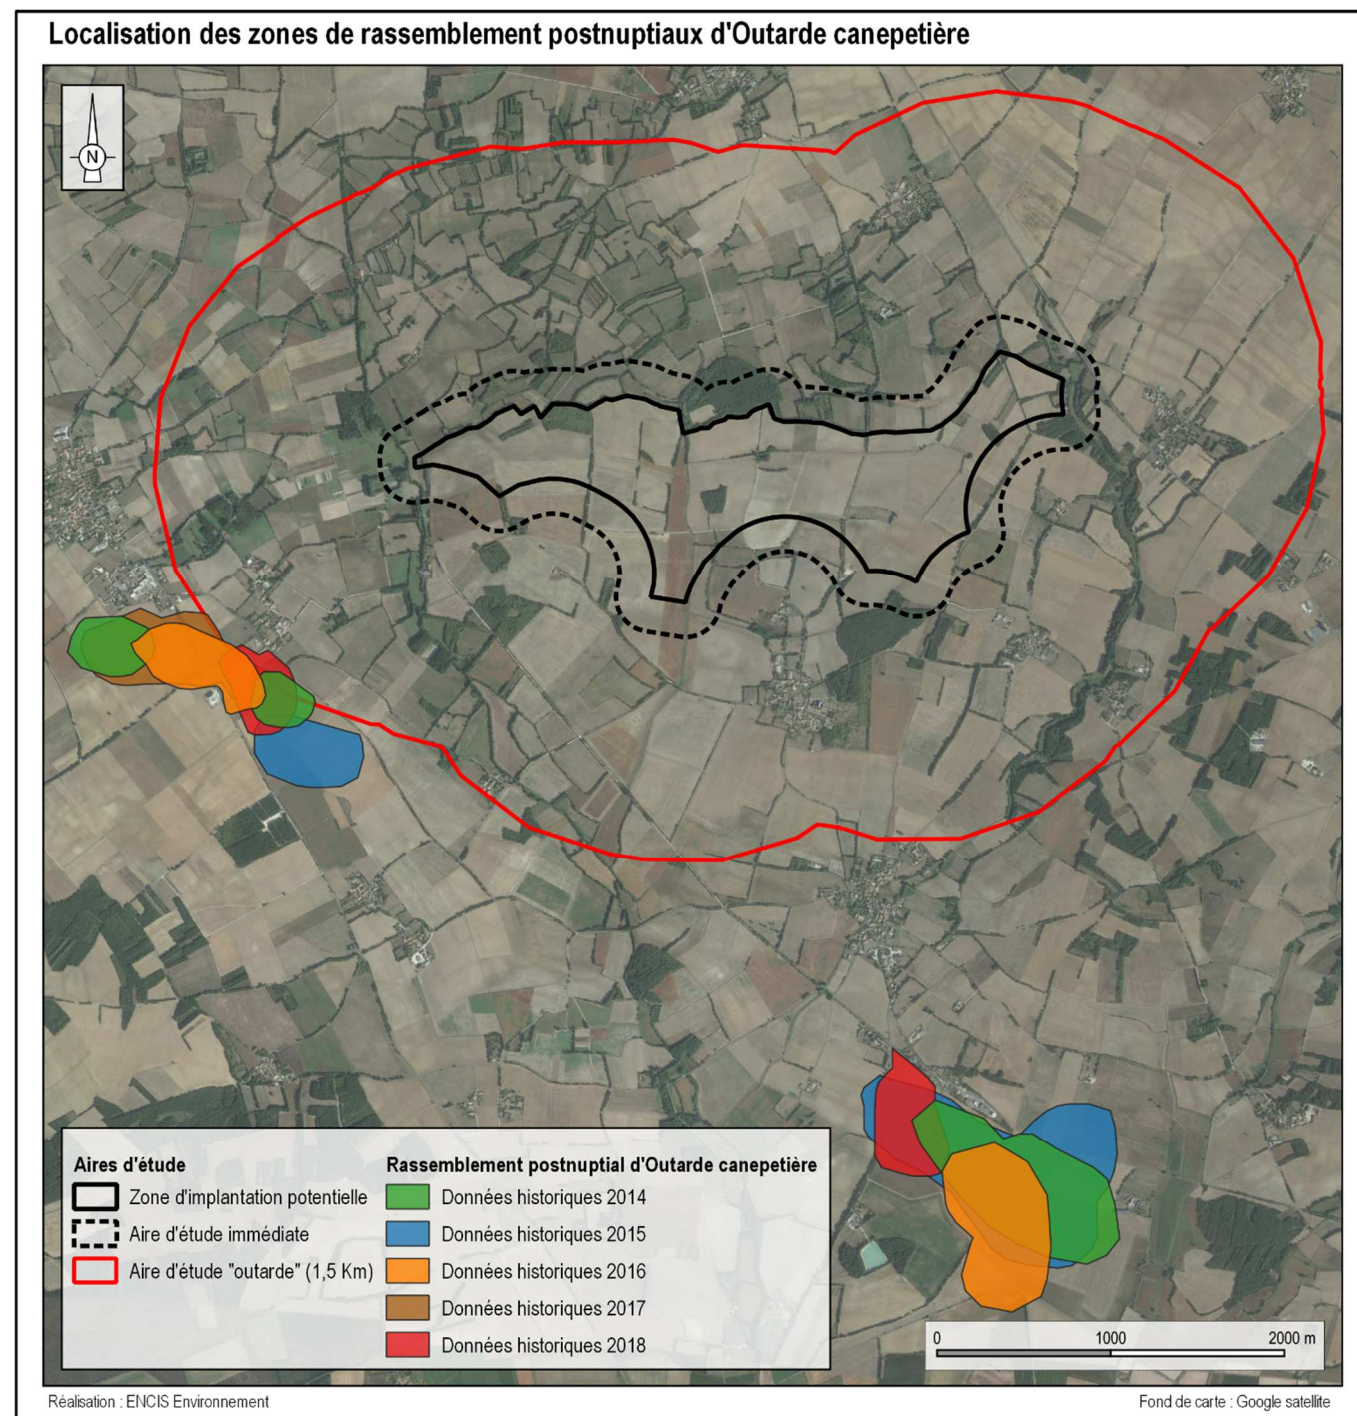 Localisation des zones de rassemblement postnuptiaux d'Outarde canepetière
N
Aires d'étude
Zone d'implantation potentielle
Aire d'étude immédiate
Aire d'étude "outarde" (1,5 Km)
Rassemblement postnuptial d'Outarde canepetière
Données historiques 2014
Données historiques 2015
Données historiques 2016
Données historiques 2017
Données historiques 2018
0 1000 2000 m
Réalisation : ENCIS Environnement
Fond de carte : Google satellite